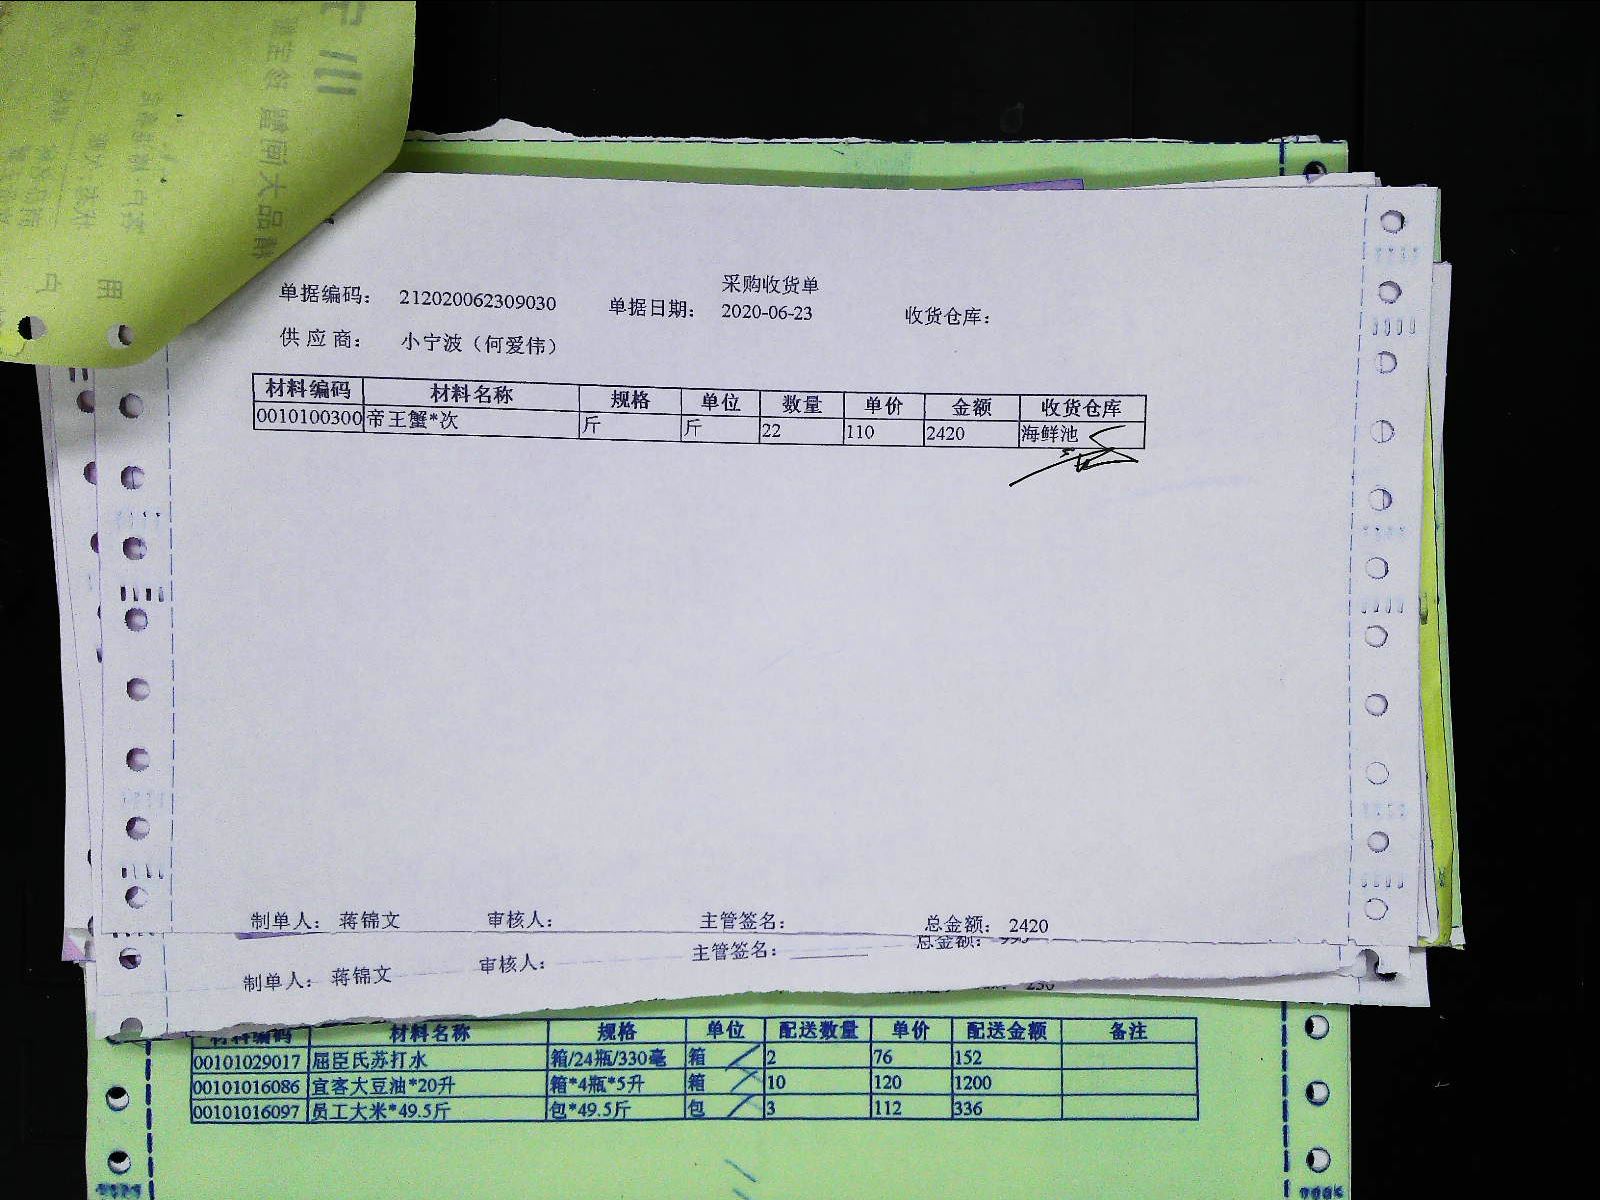 采购收货单
单据编码： 212020062309030 单据日期： 2020-06-23 收货仓库：
供 应 商： 小宁波（何爱伟）
材料编码 材料名称 规格 单位 数量 单价 金额 收货仓库
0010100300 帝王蟹*次 斤 斤 22 110 2420 海鲜池
制单人： 蒋锦文 审核人： 主管签名： 总金额： 2420
制单人： 蒋锦文 审核人： 主管签名： 总金额：
材料编码 材料名称 规格 单位 配送数量 单价 配送金额 备注
00101029017 屈臣氏苏打水 箱/24瓶/330毫 箱 2 76 152
00101016086 宜客大豆油*20升 箱*4瓶*5升 箱 10 120 1200
00101016097 员工大米*49.5斤 包*49.5斤 包 3 112 336